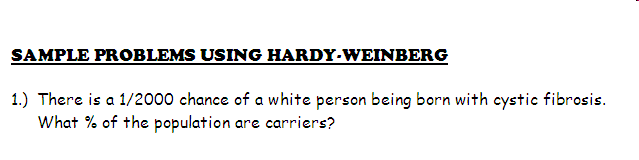 SAMPLE PROBLEMS USING HARDY-WEINBERG
1.) There is a 1/2000 chance of a white person being born with cystic fibrosis.
What % of the population are carriers?